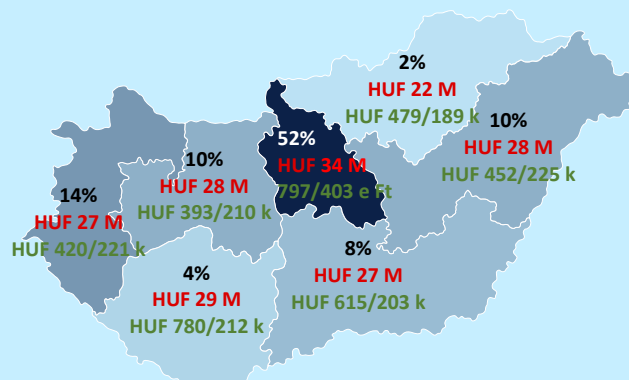 2%
HUF 22 M
HUF 479/189 k
10%
HUF 28 M
HUF 452/225 k
52%
HUF 34 M
797/403 e Ft
10%
HUF 28 M
HUF 393/210 k
14%
HUF 27 M
HUF 420/221 k
8%
HUF 27 M
HUF 615/203 k
4%
HUF 29 M
HUF 780/212 k